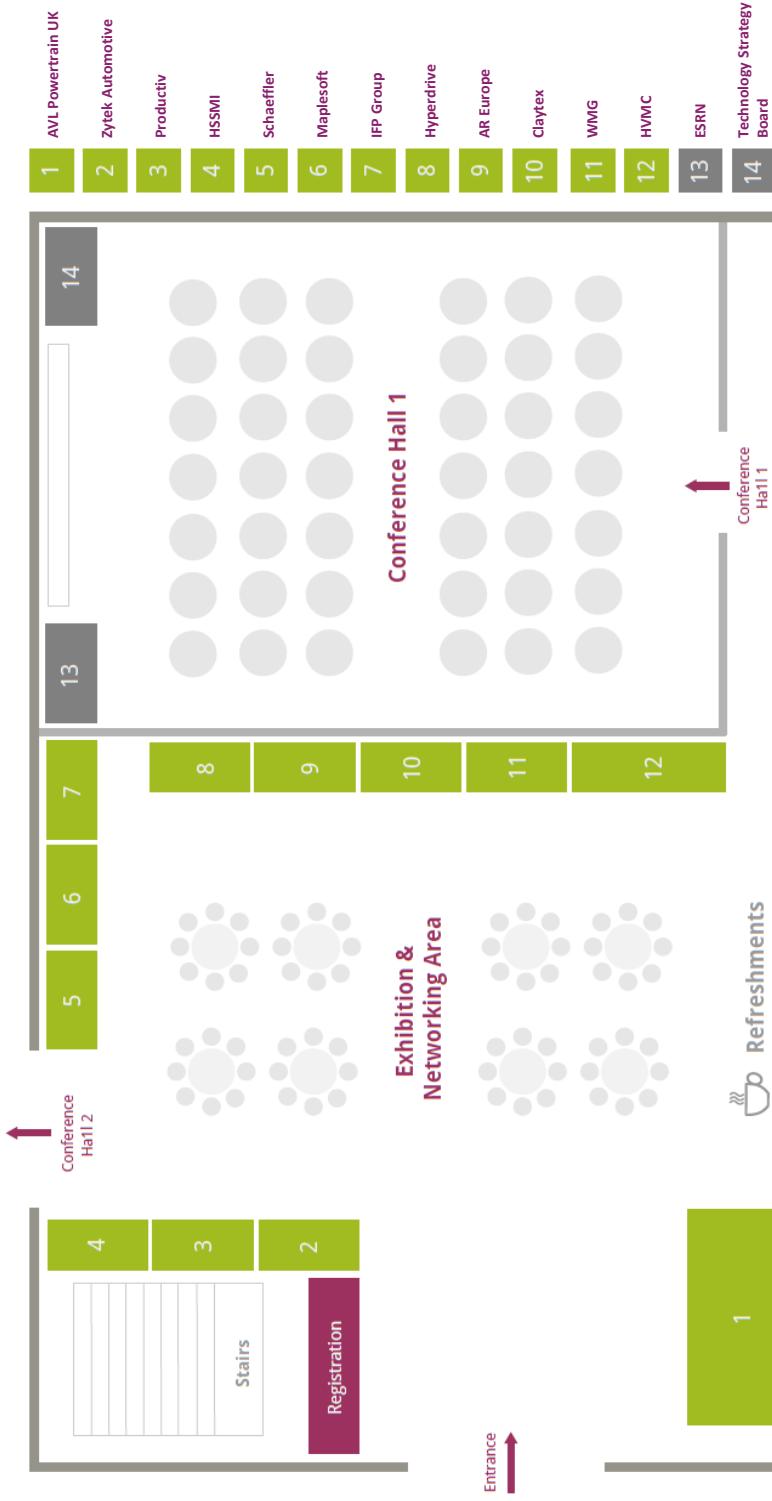 1
AVL Powertrain UK
2
Zytek Automotive
3
Productiv
4
HSSMI
5
Schaeffler
6
Maplesoft
7
IFP Group
8
Hyperdrive
9
AR Europe
10
Claytex
11
WMG
12
HVMC
13
ESRN
14
Technology Strategy
Board
14
13
Conference Hall 1
Conference
Ha1l 1
7
6
5
8
9
10
11
12
Exhibition &
Networking Area
Refreshments
Conference
Ha1l 2
4
3
2
Stairs
Registration
Entrance
1